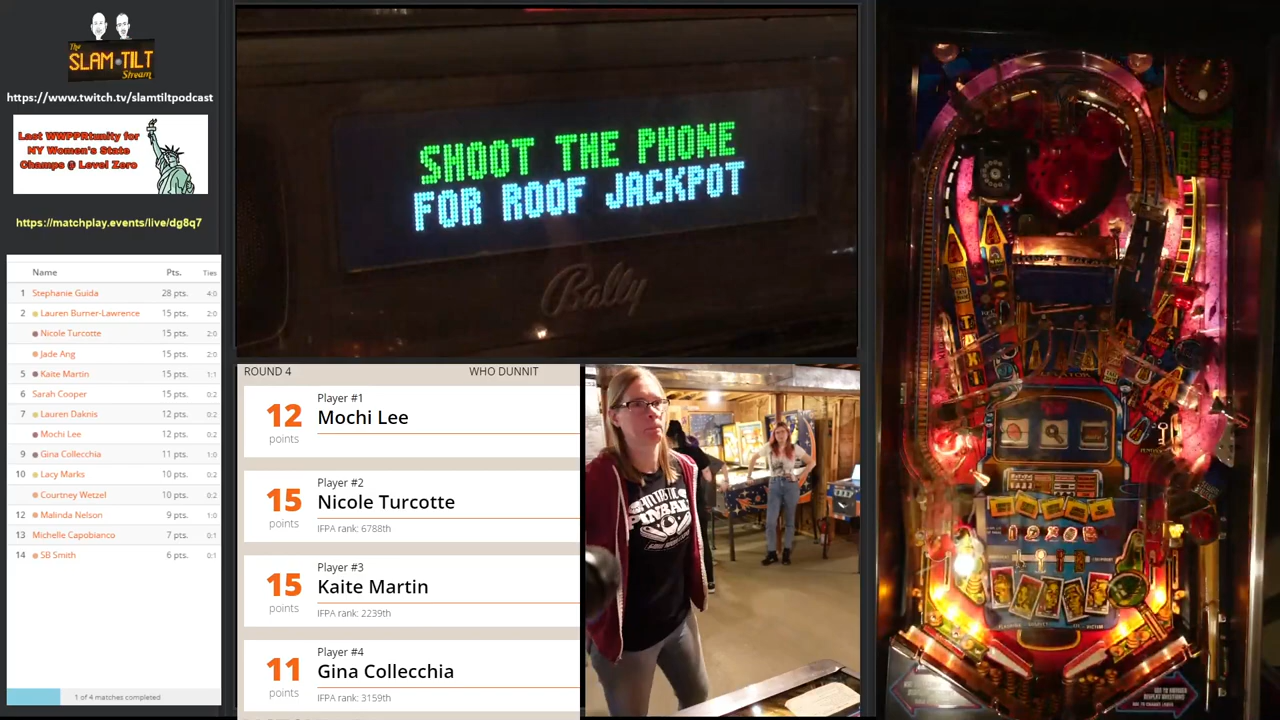 The
SLAM TILT
Stream
https://www.twitch.tv/slamtiltpodcast
Last WWPPRtunity for
NY Women's State
Champs @ Level Zero
https://matchplay.events/live/dg8q7
Name Pts. Ties
1 Stephanie Guida 28 pts. 4:0
2 Lauren Burner-Lawrence 15 pts. 2:0
Nicole Turcotte 15 pts. 2:0
Jade Ang 15 pts. 2:0
5 Kaite Martin 15 pts. 1:1
6 Sarah Cooper 15 pts. 0:2
7 Lauren Daknis 12 pts. 0:2
Mochi Lee 12 pts. 0:2
9 Gina Collecchia 11 pts. 1:0
10 Lacy Marks 10 pts. 0:2
Courtney Wetzel 10 pts. 0:2
12 Malinda Nelson 9 pts. 1:0
13 Michelle Capobianco 7 pts. 0:1
14 SB Smith 6 pts. 0:1
1 of 4 matches completed
SHOOT THE PHONE
FOR ROOF JACKPOT
Bally
ROUND 4 WHO DUNNIT
Player #1
12 Mochi Lee
points
Player #2
15 Nicole Turcotte
points IFPA rank: 6788th
Player #3
15 Kaite Martin
points IFPA rank: 2239th
Player #4
11 Gina Collecchia
points IFPA rank: 3159th
PINBALL
TAXI